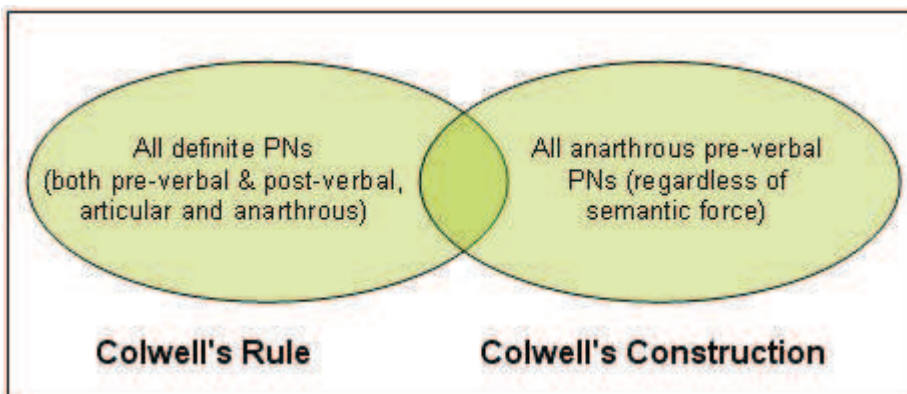 All definite PNs
(both pre-verbal & post-verbal,
articular and anarthrous)
All anarthrous pre-verbal
PNs (regardless of
semantic force)
Colwell's Rule
Colwell's Construction